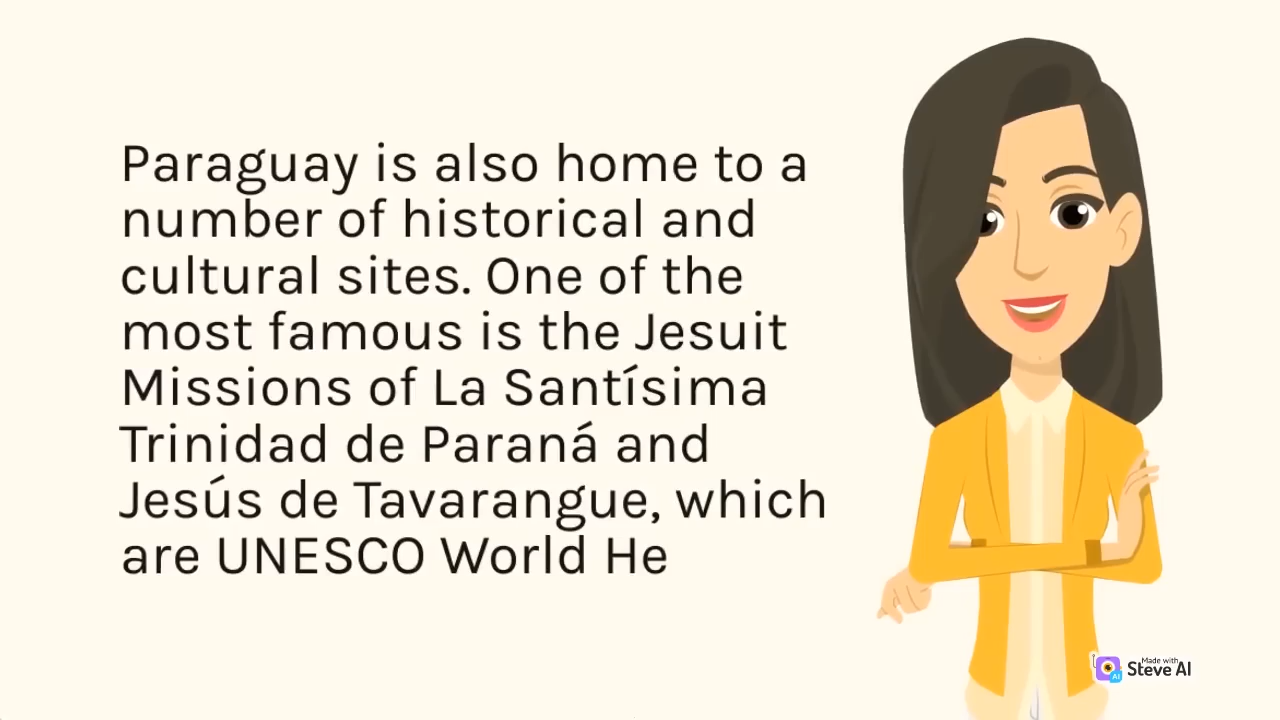 Paraguay is also home to a
number of historical and
cultural sites. One of the
most famous is the Jesuit
Missions of La Santísima
Trinidad de Paraná and
Jesús de Tavarangue, which
are UNESCO World He
Made with
Steve AI
AI